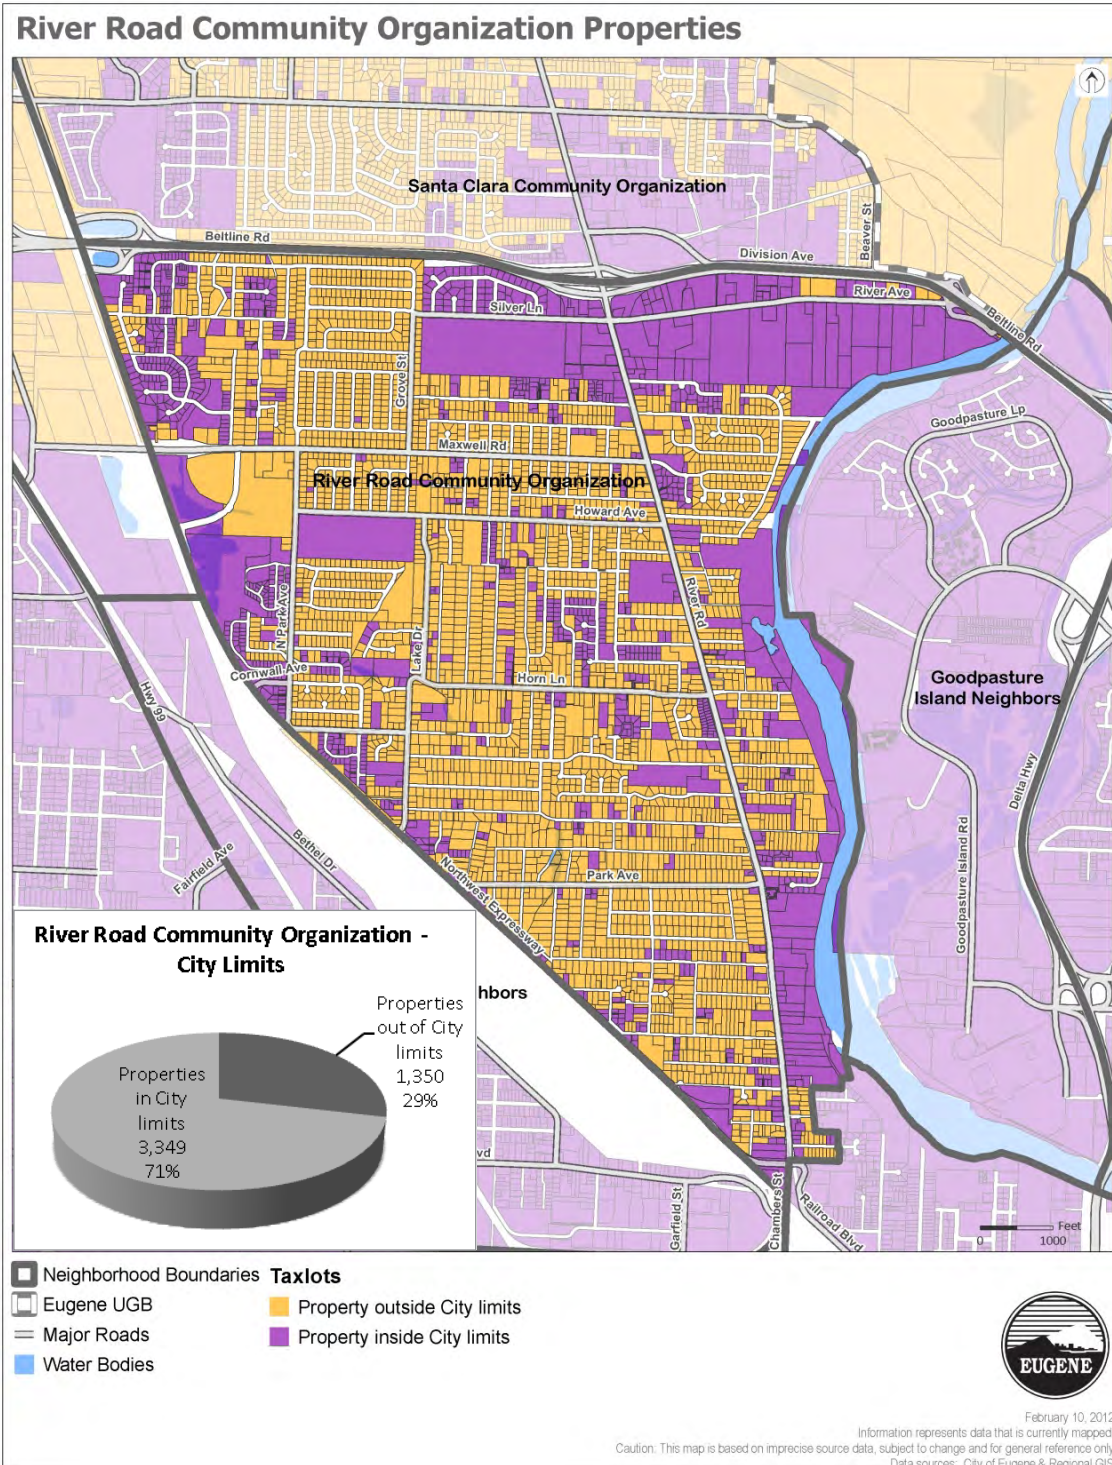 River Road Community Organization Properties
Santa Clara Community Organization
Beltline Rd
Division Ave
Beaver St
River Ave
Silver Ln
Beltline Rd
Grove St
Goodpasture Lp
Maxwell Rd
River Road Community Organization
Howard Ave
N Park Ave
River Rd
Lake Dr
Cornwall Ave
Horn Ln
Goodpasture
Island Neighbors
Hwy 99
Delta Hwy
Bethel Dr
Fairfield Ave
Northwest Expressway
Park Ave
Goodpasture Island Rd
River Road Community Organization -
City Limits
hbors
Properties
out of City
limits
1,350
29%
Properties
in City
limits
3,349
71%
vd
Garfield St
Chambers St
Railroad Blvd
Feet
0 1000
Neighborhood Boundaries
Eugene UGB
Major Roads
Water Bodies
Taxlots
Property outside City limits
Property inside City limits
EUGENE
February 10, 2012
Information represents data that is currently mapped
Caution: This map is based on imprecise source data, subject to change and for general reference only
Data sources: City of Eugene & Regional GIS